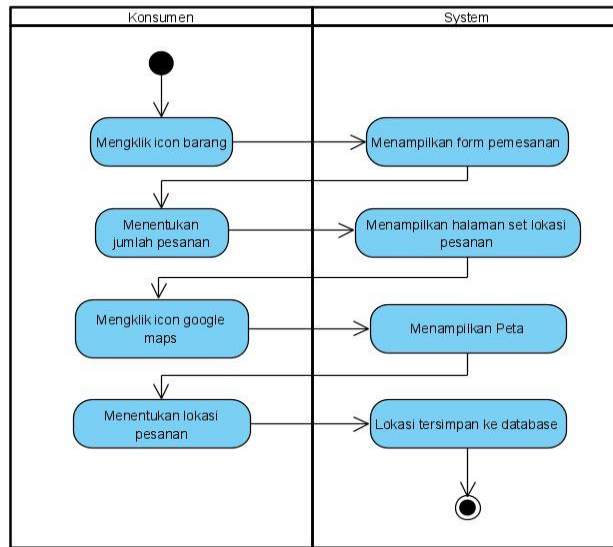 Konsumen
System
Mengklik icon barang
Menampilkan form pemesanan
Menentukan
jumlah pesanan
Menampilkan halaman set lokasi
pesanan
Mengklik icon google
maps
Menampilkan Peta
Menentukan lokasi
pesanan
Lokasi tersimpan ke database